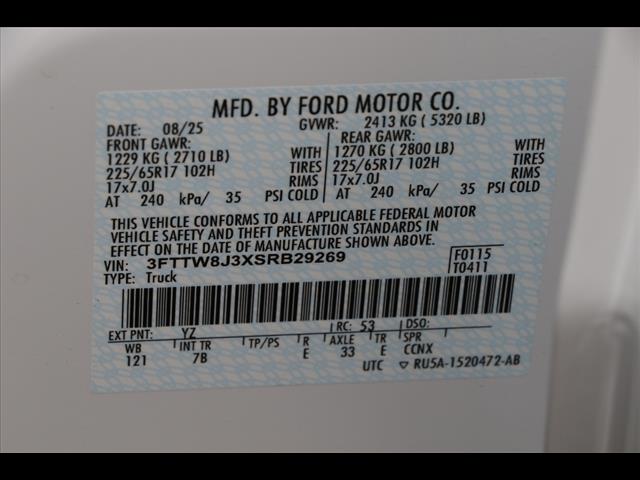 MFD. BY FORD MOTOR CO.
DATE: 08/25 GVWR: 2413 KG ( 5320 LB)
FRONT GAWR: REAR GAWR:
1229 KG ( 2710 LB) WITH 1270 KG ( 2800 LB) WITH
225/65R17 102H TIRES 225/65R17 102H TIRES
17x7.0J RIMS 17x7.0J RIMS
AT 240 kPa/ 35 PSI COLD AT 240 kPa/ 35 PSI COLD
THIS VEHICLE CONFORMS TO ALL APPLICABLE FEDERAL MOTOR
VEHICLE SAFETY AND THEFT PREVENTION STANDARDS IN
EFFECT ON THE DATE OF MANUFACTURE SHOWN ABOVE.
VIN: 3FTTW8J3XSRB29269 F0115
TYPE: Truck T0411
EXT PNT: YZ RC: 53 DSO:
WB INT TR TP/PS R AXLE TR SPR
121 7B E 33 E CCNX
UTC ▽ RU5A-1520472-AB